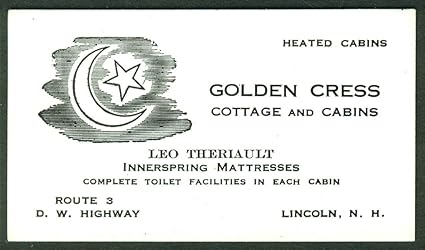 HEATED CABINS
GOLDEN CRESS
COTTAGE AND CABINS
LEO THERIAULT
INNERSPRING MATTRESSES
COMPLETE TOILET FACILITIES IN EACH CABIN
ROUTE 3
D. W. HIGHWAY
LINCOLN, N. H.